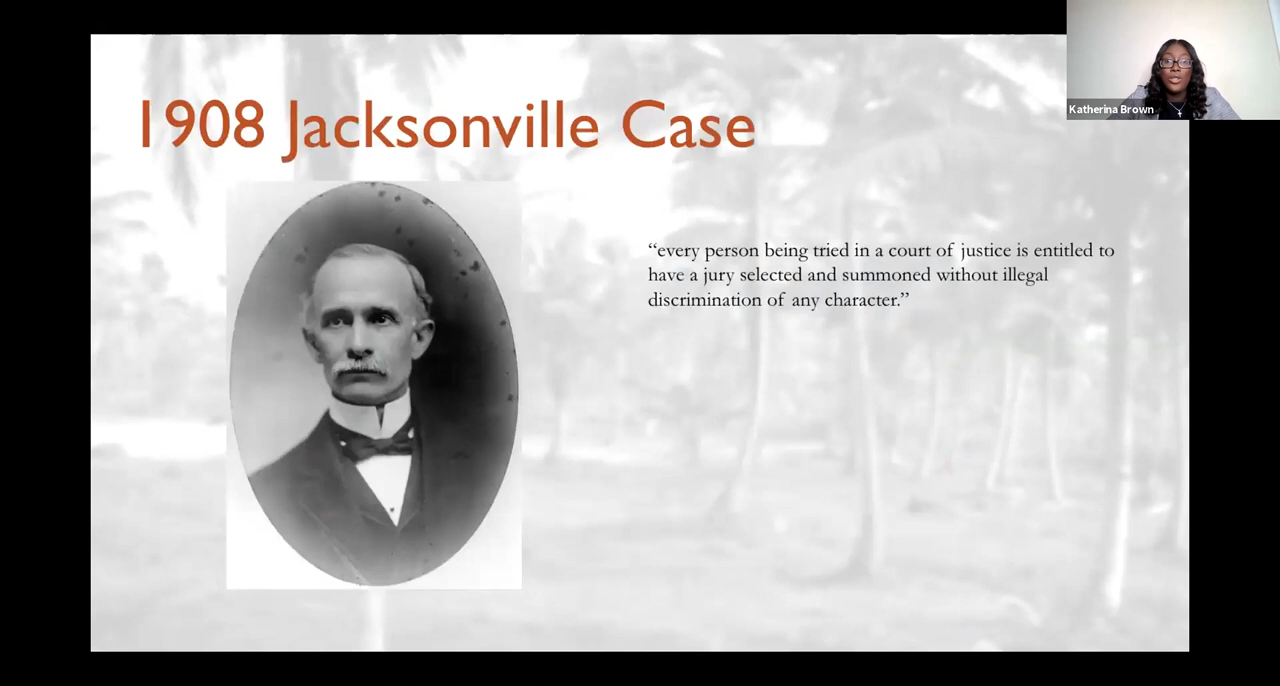 1908 Jacksonville Case
Katherina Brown
“every person being tried in a court of justice is entitled to
have a jury selected and summoned without illegal
discrimination of any character.”